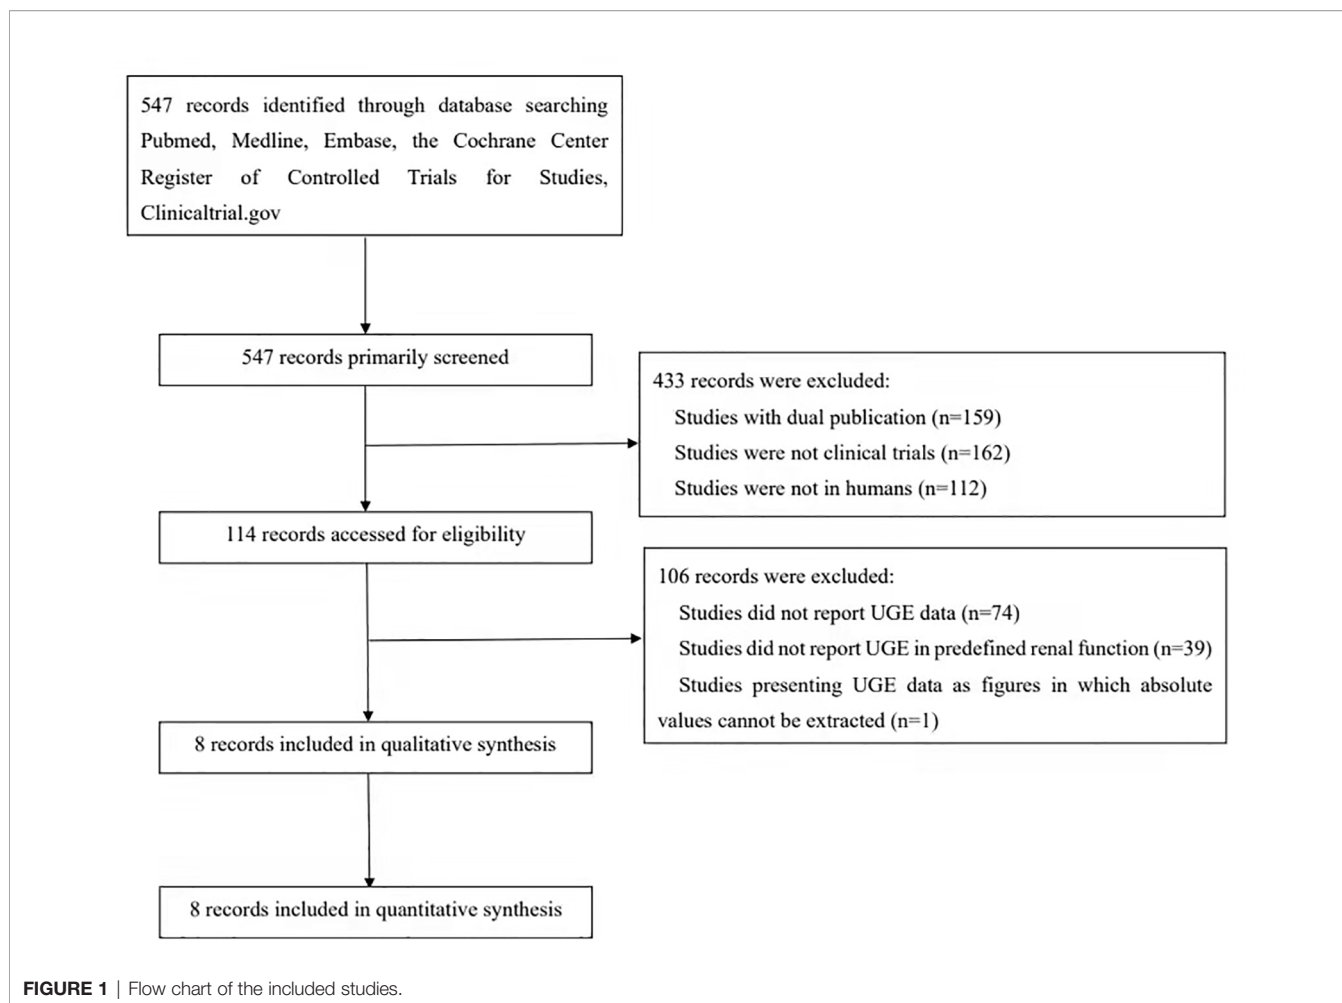 547 records identified through database searching
Pubmed, Medline, Embase, the Cochrane Center
Register of Controlled Trials for Studies,
Clinicaltrial.gov
547 records primarily screened
433 records were excluded:
Studies with dual publication (n=159)
Studies were not clinical trials (n=162)
Studies were not in humans (n=112)
114 records accessed for eligibility
106 records were excluded:
Studies did not report UGE data (n=74)
Studies did not report UGE in predefined renal function (n=39)
Studies presenting UGE data as figures in which absolute
values cannot be extracted (n=1)
8 records included in qualitative synthesis
8 records included in quantitative synthesis
FIGURE 1 | Flow chart of the included studies.